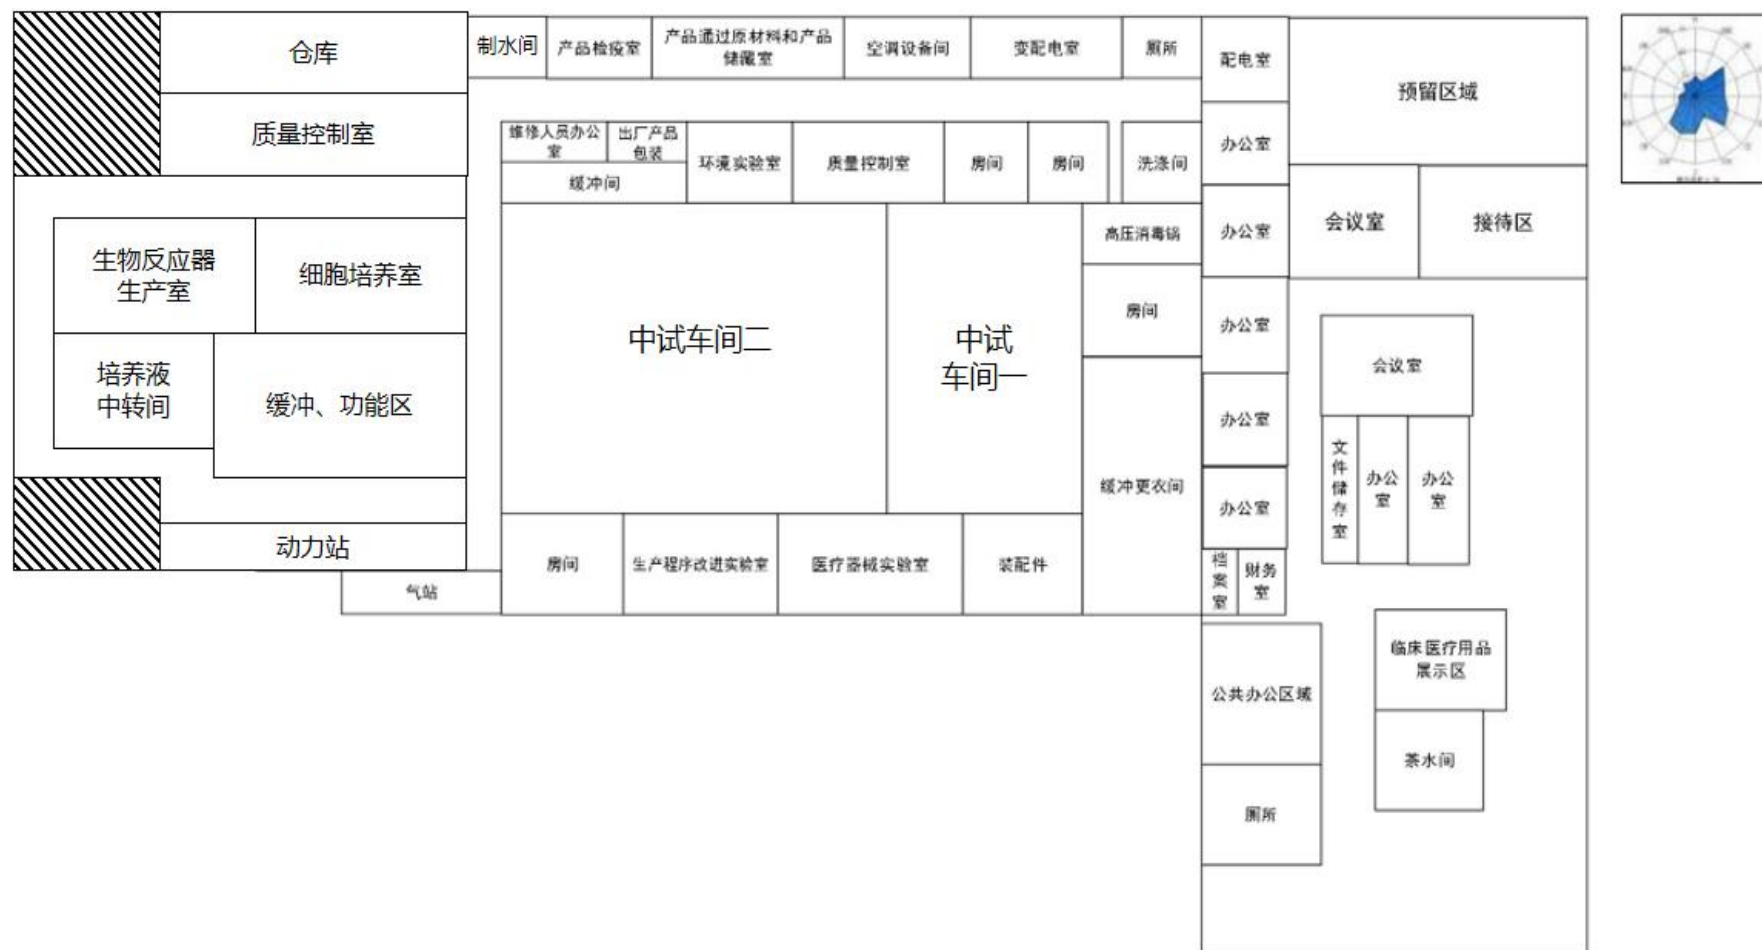 仓库
制水间
产品检疫室
产品通过原材料和产品
储藏室
空调设备间
变配电室
厕所
配电室
预留区域
质量控制室
维修人员办公
室
出厂产品
包装
缓冲间
环境实验室
质量控制室
房间
房间
洗涤间
办公室
会议室
接待区
生物反应器
生产室
细胞培养室
高压消毒锅
办公室
培养液
中转间
缓冲、功能区
中试车间二
中试
车间一
房间
办公室
会议室
办公室
缓冲更衣间
办公室
文
件
储
存
室
办公
室
办公
室
动力站
气站
房间
生产程序改进实验室
医疗器械实验室
装配件
档
案
室
财务
室
公共办公区域
临床医疗用品
展示区
茶水间
厕所